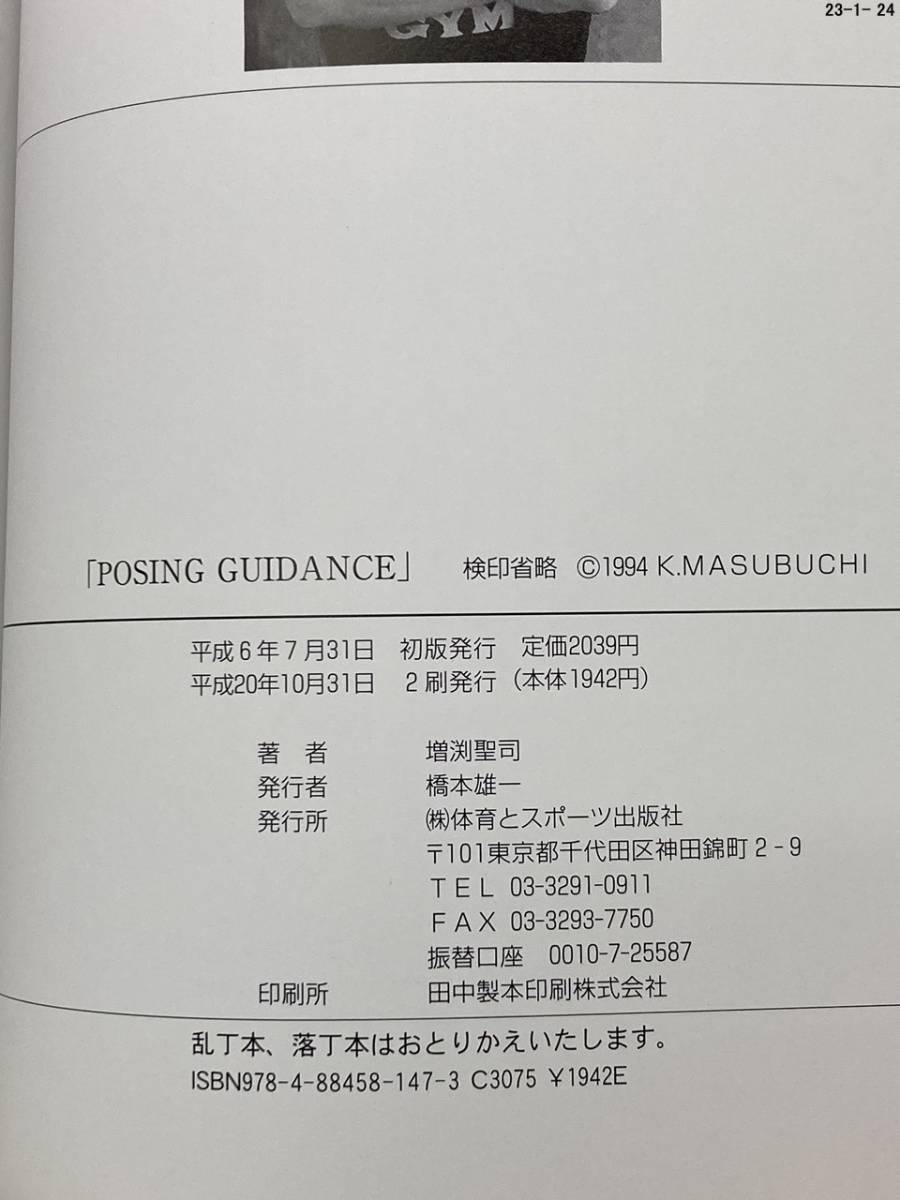 23-1-24
GYM
「POSING GUIDANCE」 検印省略 ©1994 K.MASUBUCHI
平成6年7月31日 初版発行 定価2039円
平成20年10月31日 2刷発行（本体1942円）
著 者 増渕聖司
発行者 橋本雄一
発行所 ㈱体育とスポーツ出版社
〒101東京都千代田区神田錦町2-9
TEL 03-3291-0911
FAX 03-3293-7750
振替口座 0010-7-25587
印刷所 田中製本印刷株式会社
乱丁本、落丁本はおとりかえいたします。
ISBN978-4-88458-147-3 C3075 ¥1942E